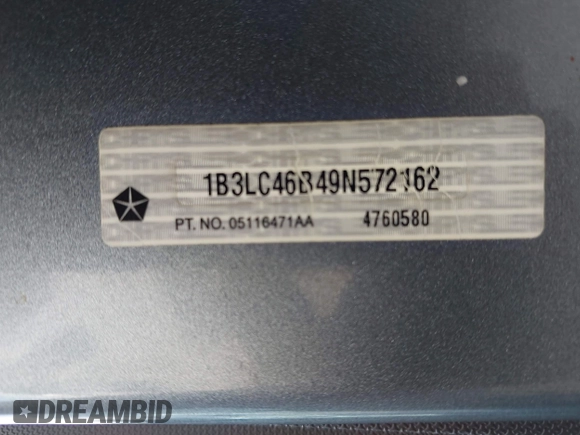 1B3LC46B49N572162
PT. NO. 05116471AA 4760580
DREAMBID